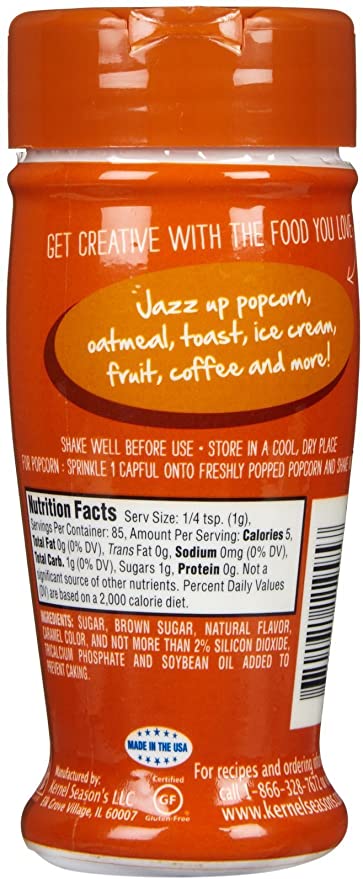 GET CREATIVE WITH THE FOOD YOU LOVE
Jazz up popcorn,
oatmeal, toast, ice cream,
fruit, coffee and more!
SHAKE WELL BEFORE USE • STORE IN A COOL, DRY PLACE
FOR POPCORN: SPRINKLE 1 CAPFUL ONTO FRESHLY POPPED POPCORN AND SHAKE
Nutrition Facts Serv Size: 1/4 tsp. (1g),
Servings Per Container: 85, Amount Per Serving: Calories 5,
Total Fat 0g (0% DV), Trans Fat 0g, Sodium 0mg (0% DV),
Total Carb. 1g (0% DV), Sugars 1g, Protein 0g. Not a
significant source of other nutrients. Percent Daily Values
(DV) are based on a 2,000 calorie diet.
INGREDIENTS: SUGAR, BROWN SUGAR, NATURAL FLAVOR,
CARAMEL COLOR, AND NOT MORE THAN 2% SILICON DIOXIDE,
TRICALCIUM PHOSPHATE AND SOYBEAN OIL ADDED TO
PREVENT CAKING.
MADE IN THE USA
Manufactured by:
Kernel Season's LLC
Elk Grove Village, IL 60007
Certified
GF
Gluten-Free
For recipes and ordering
call 1-866-328-7672 or
www.kernelseasons